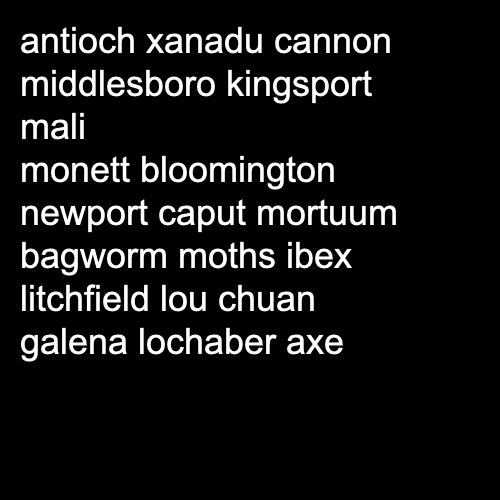 antioch xanadu cannon
middlesboro kingsport
mali
monett bloomington
newport caput mortuum
bagworm moths ibex
litchfield lou chuan
galena lochaber axe